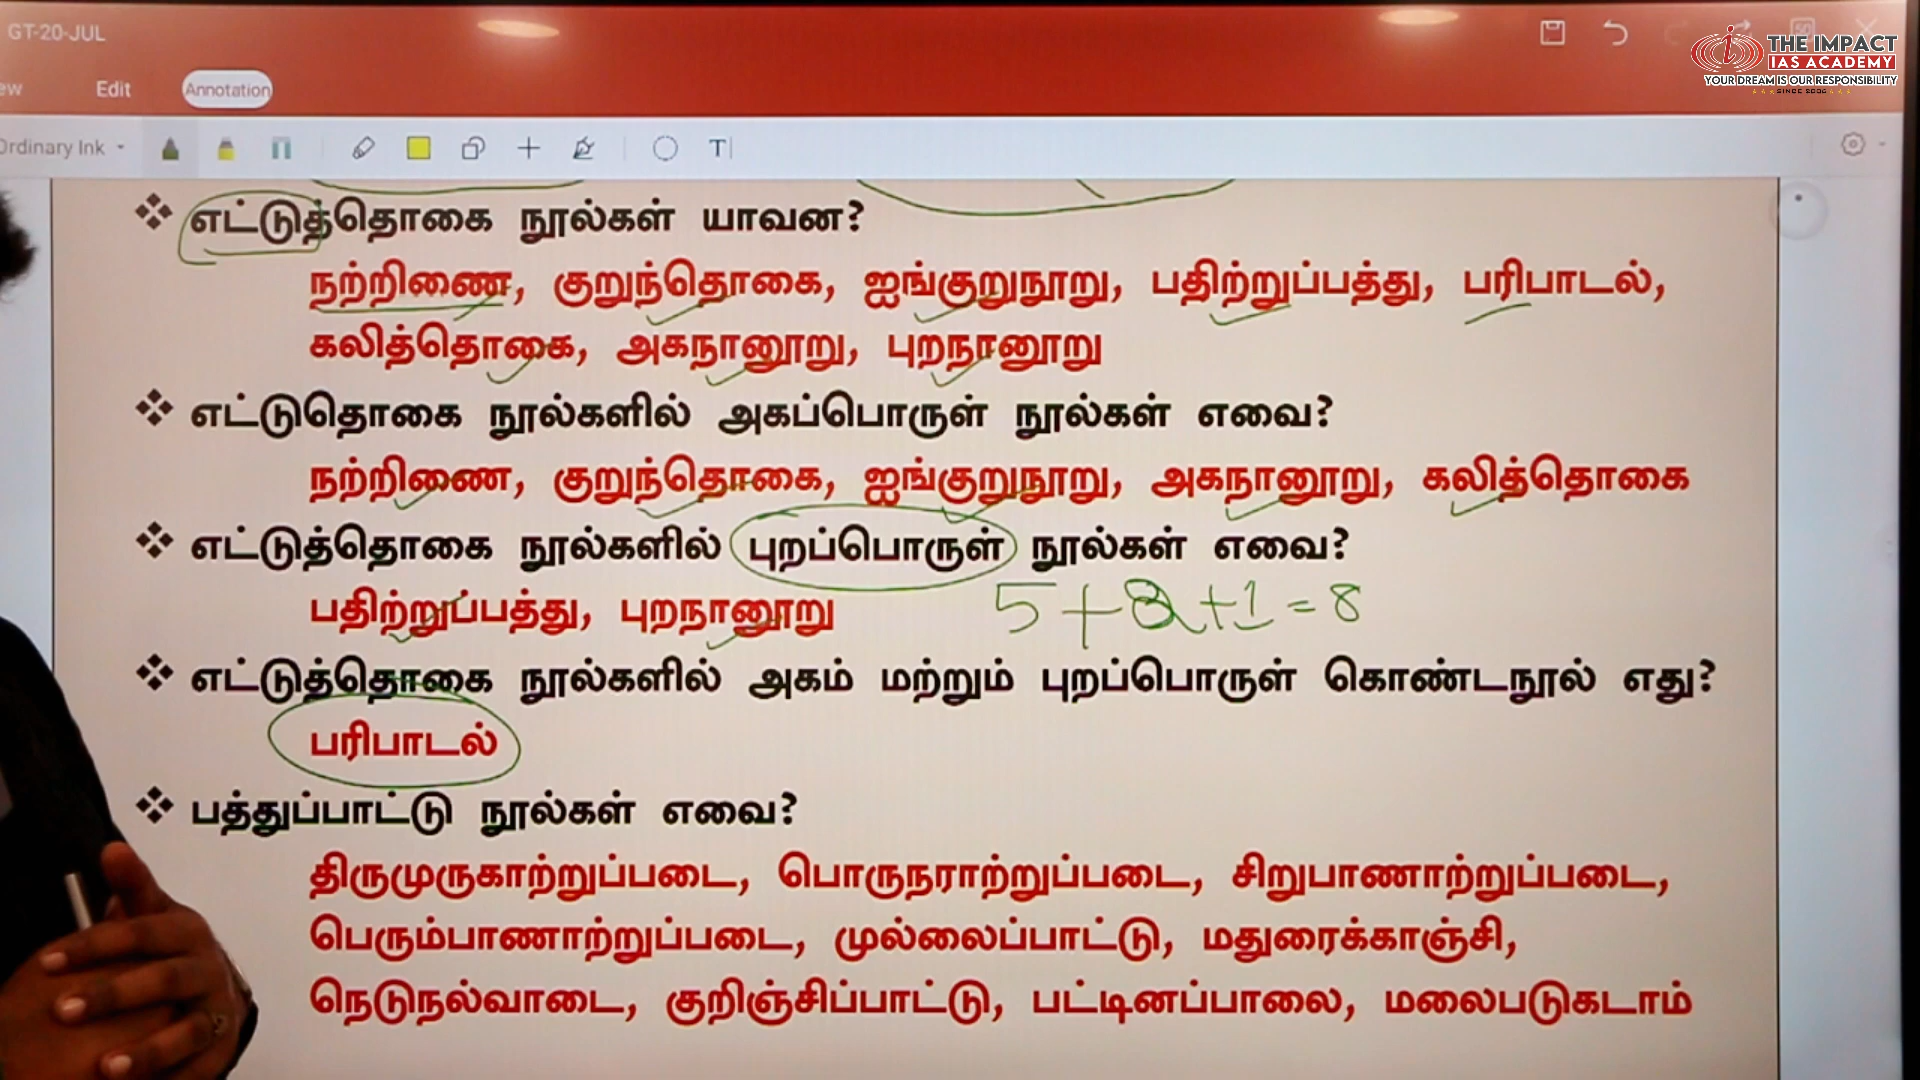 GT-20-JUL
THE IMPACT
IAS ACADEMY
YOUR DREAM IS OUR RESPONSIBILITY
SINCE 2006
ew Edit Annotation
Ordinary Ink
❖ எட்டுத்தொகை நூல்கள் யாவன?
நற்றிணை, குறுந்தொகை, ஐங்குறுநூறு, பதிற்றுப்பத்து, பரிபாடல்,
கலித்தொகை, அகநானூறு, புறநானூறு
❖ எட்டுதொகை நூல்களில் அகப்பொருள் நூல்கள் எவை?
நற்றிணை, குறுந்தொகை, ஐங்குறுநூறு, அகநானூறு, கலித்தொகை
❖ எட்டுத்தொகை நூல்களில் புறப்பொருள் நூல்கள் எவை?
பதிற்றுப்பத்து, புறநானூறு 5+2+1=8
❖ எட்டுத்தொகை நூல்களில் அகம் மற்றும் புறப்பொருள் கொண்டநூல் எது?
பரிபாடல்
❖ பத்துப்பாட்டு நூல்கள் எவை?
திருமுருகாற்றுப்படை, பொருநராற்றுப்படை, சிறுபாணாற்றுப்படை,
பெரும்பாணாற்றுப்படை, முல்லைப்பாட்டு, மதுரைக்காஞ்சி,
நெடுநல்வாடை, குறிஞ்சிப்பாட்டு, பட்டினப்பாலை, மலைபடுகடாம்